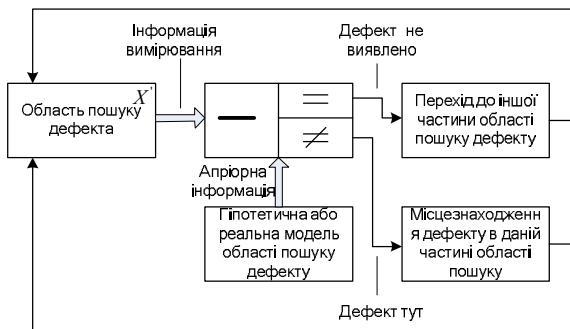 Інформація
вимірювання
Дефект не
виявлено
Область пошуку
дефекта
X'
—
=
≠
Перехід до іншої
частини області
пошуку дефекту
Апріорна
інформація
Гіпотетична або
реальна модель
області пошуку
дефекту
Місцезнаходженн
я дефекту в даній
частині області
пошуку
Дефект тут